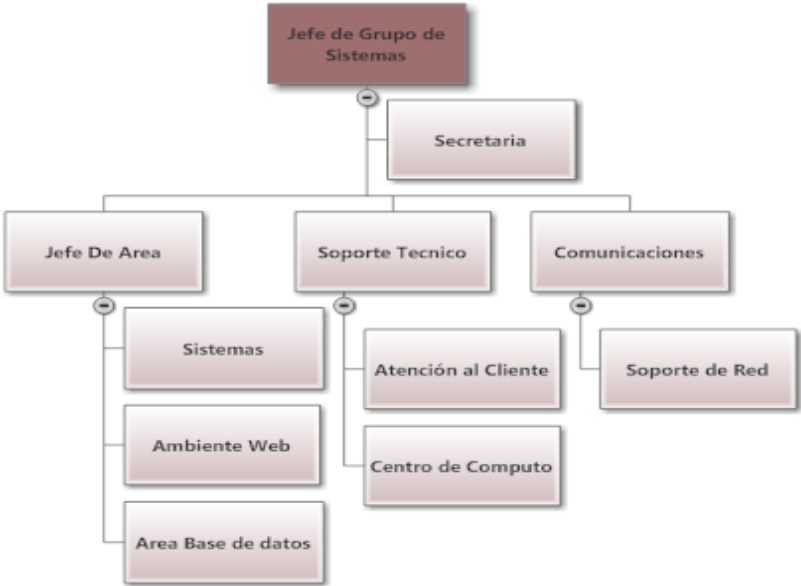 Jefe de Grupo de
Sistemas
Secretaria
Jefe De Area
Soporte Tecnico
Comunicaciones
Sistemas
Atención al Cliente
Soporte de Red
Ambiente Web
Centro de Computo
Area Base de datos